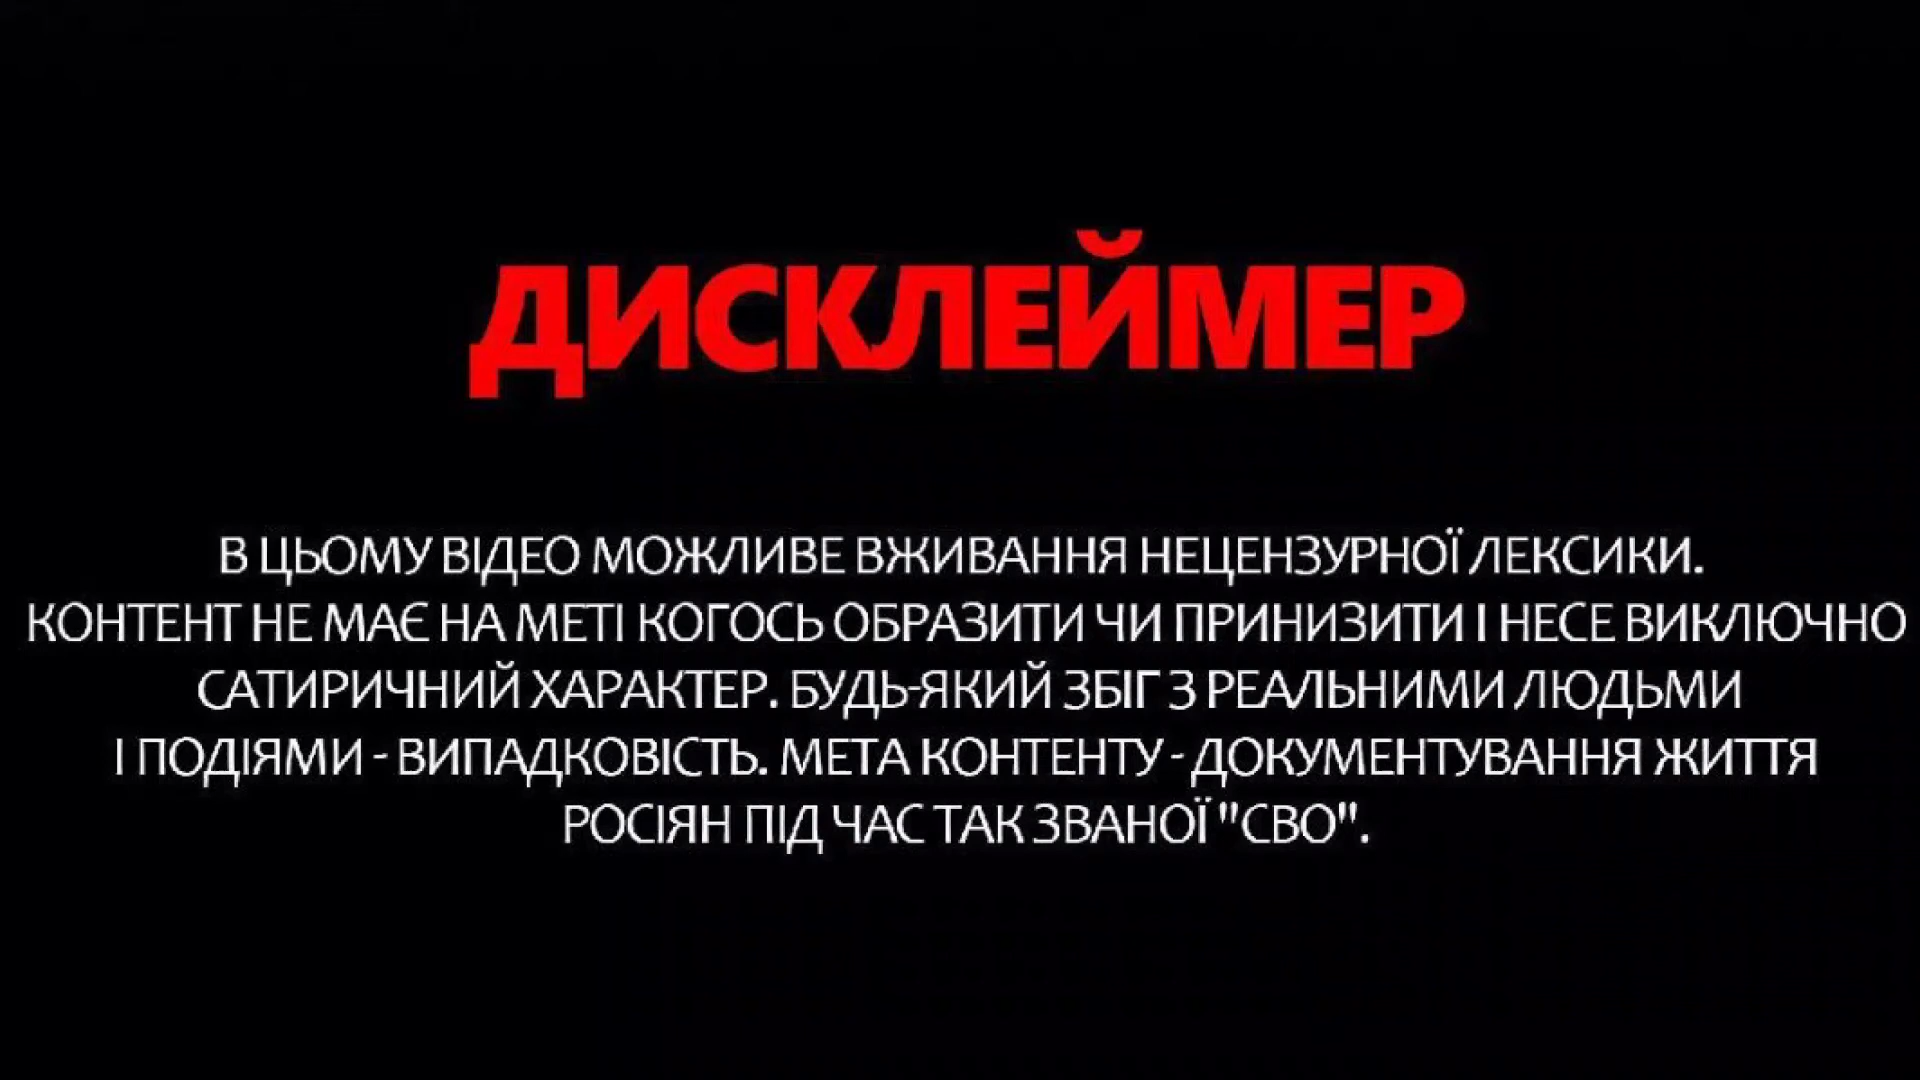 ДИСКЛЕЙМЕР
В ЦЬОМУ ВІДЕО МОЖЛИВЕ ВЖИВАННЯ НЕЦЕНЗУРНОЇ ЛЕКСИКИ.
КОНТЕНТ НЕ МАЄ НА МЕТІ КОГОСЬ ОБРАЗИТИ ЧИ ПРИНИЗИТИ І НЕСЕ ВИКЛЮЧНО
САТИРИЧНИЙ ХАРАКТЕР. БУДЬ-ЯКИЙ ЗБІГ З РЕАЛЬНИМИ ЛЮДЬМИ
І ПОДІЯМИ - ВИПАДКОВІСТЬ. МЕТА КОНТЕНТУ - ДОКУМЕНТУВАННЯ ЖИТТЯ
РОСІЯН ПІД ЧАС ТАК ЗВАНОЇ "СВО".